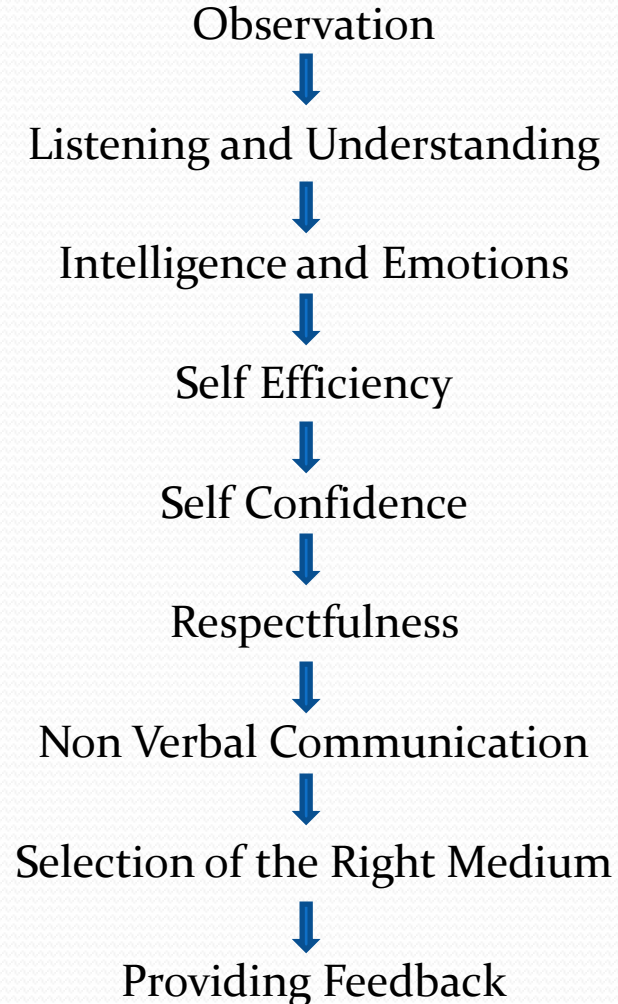 Observation
Listening and Understanding
Intelligence and Emotions
Self Efficiency
Self Confidence
Respectfulness
Non Verbal Communication
Selection of the Right Medium
Providing Feedback